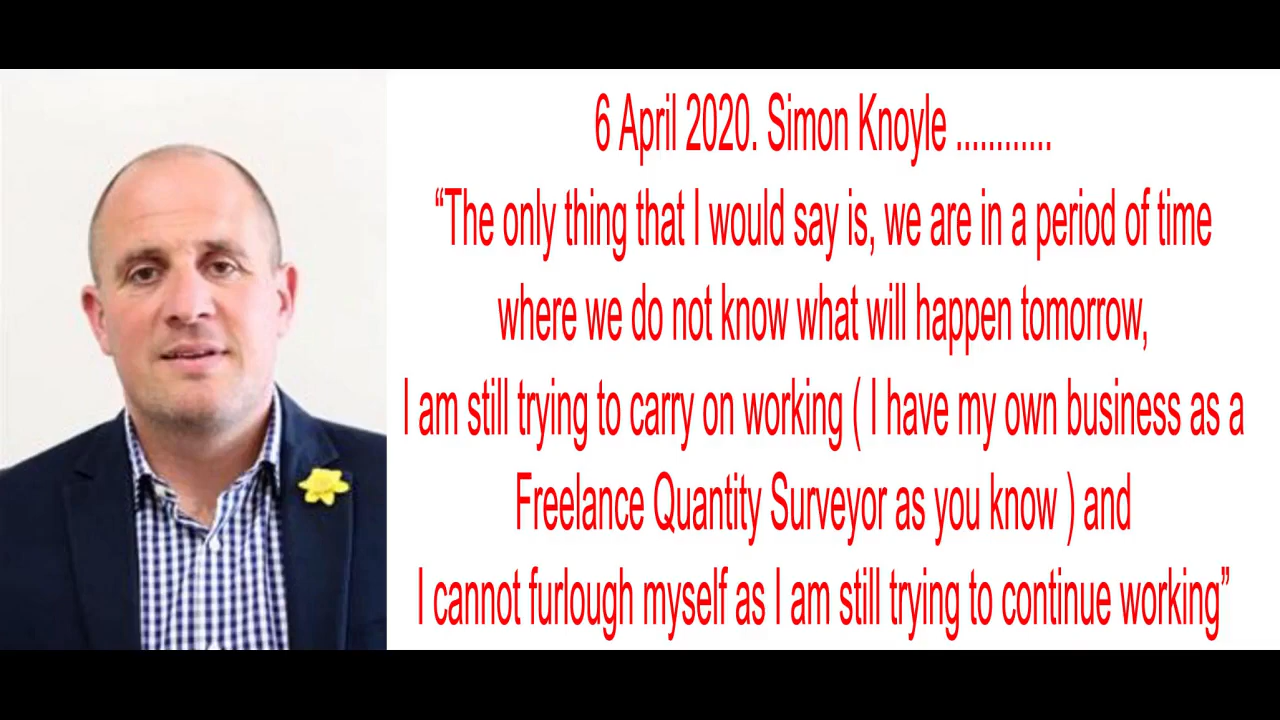 6 April 2020. Simon Knoyle ............
“The only thing that I would say is, we are in a period of time
where we do not know what will happen tomorrow,
I am still trying to carry on working ( I have my own business as a
Freelance Quantity Surveyor as you know ) and
I cannot furlough myself as I am still trying to continue working”